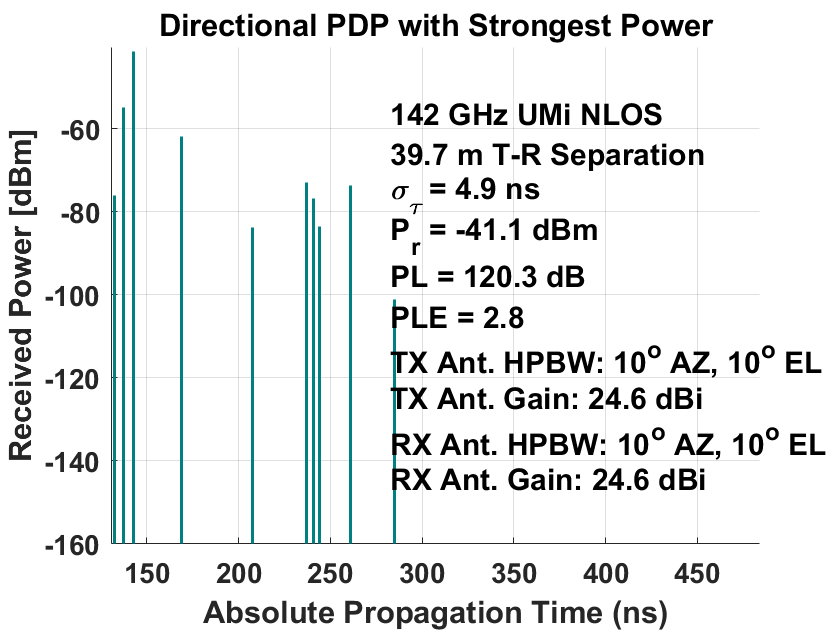 Directional PDP with Strongest Power
Received Power [dBm]
-60
-80
-100
-120
-140
-160
142 GHz UMi NLOS
39.7 m T-R Separation
σ_τ = 4.9 ns
P_r = -41.1 dBm
PL = 120.3 dB
PLE = 2.8
TX Ant. HPBW: 10° AZ, 10° EL
TX Ant. Gain: 24.6 dBi
RX Ant. HPBW: 10° AZ, 10° EL
RX Ant. Gain: 24.6 dBi
150 200 250 300 350 400 450
Absolute Propagation Time (ns)